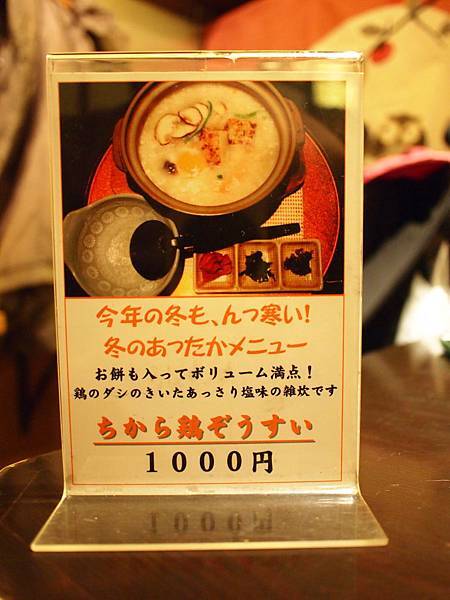 今年の冬も、んっ寒い!
冬のあったかメニュー
お餅も入ってボリューム満点!
鶏のダシのきいたあっさり塩味の雑炊です
ちから鶏ぞうすい
1000円